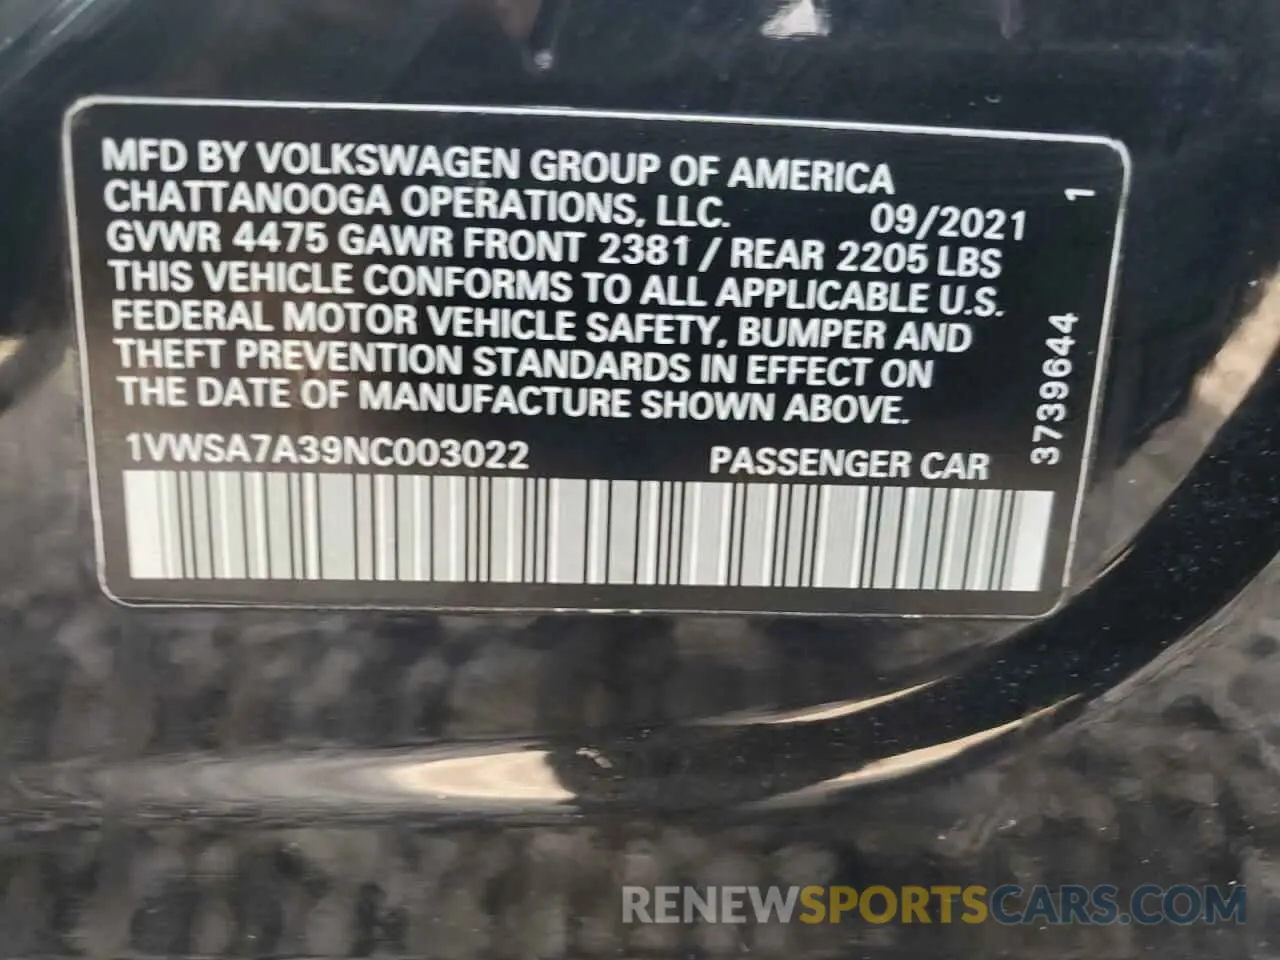 MFD BY VOLKSWAGEN GROUP OF AMERICA
CHATTANOOGA OPERATIONS, LLC. 09/2021 1
GVWR 4475 GAWR FRONT 2381 / REAR 2205 LBS
THIS VEHICLE CONFORMS TO ALL APPLICABLE U.S.
FEDERAL MOTOR VEHICLE SAFETY, BUMPER AND
THEFT PREVENTION STANDARDS IN EFFECT ON
THE DATE OF MANUFACTURE SHOWN ABOVE.
1VWSA7A39NC003022 PASSENGER CAR
3739644
RENEWSPORTSCARS.COM